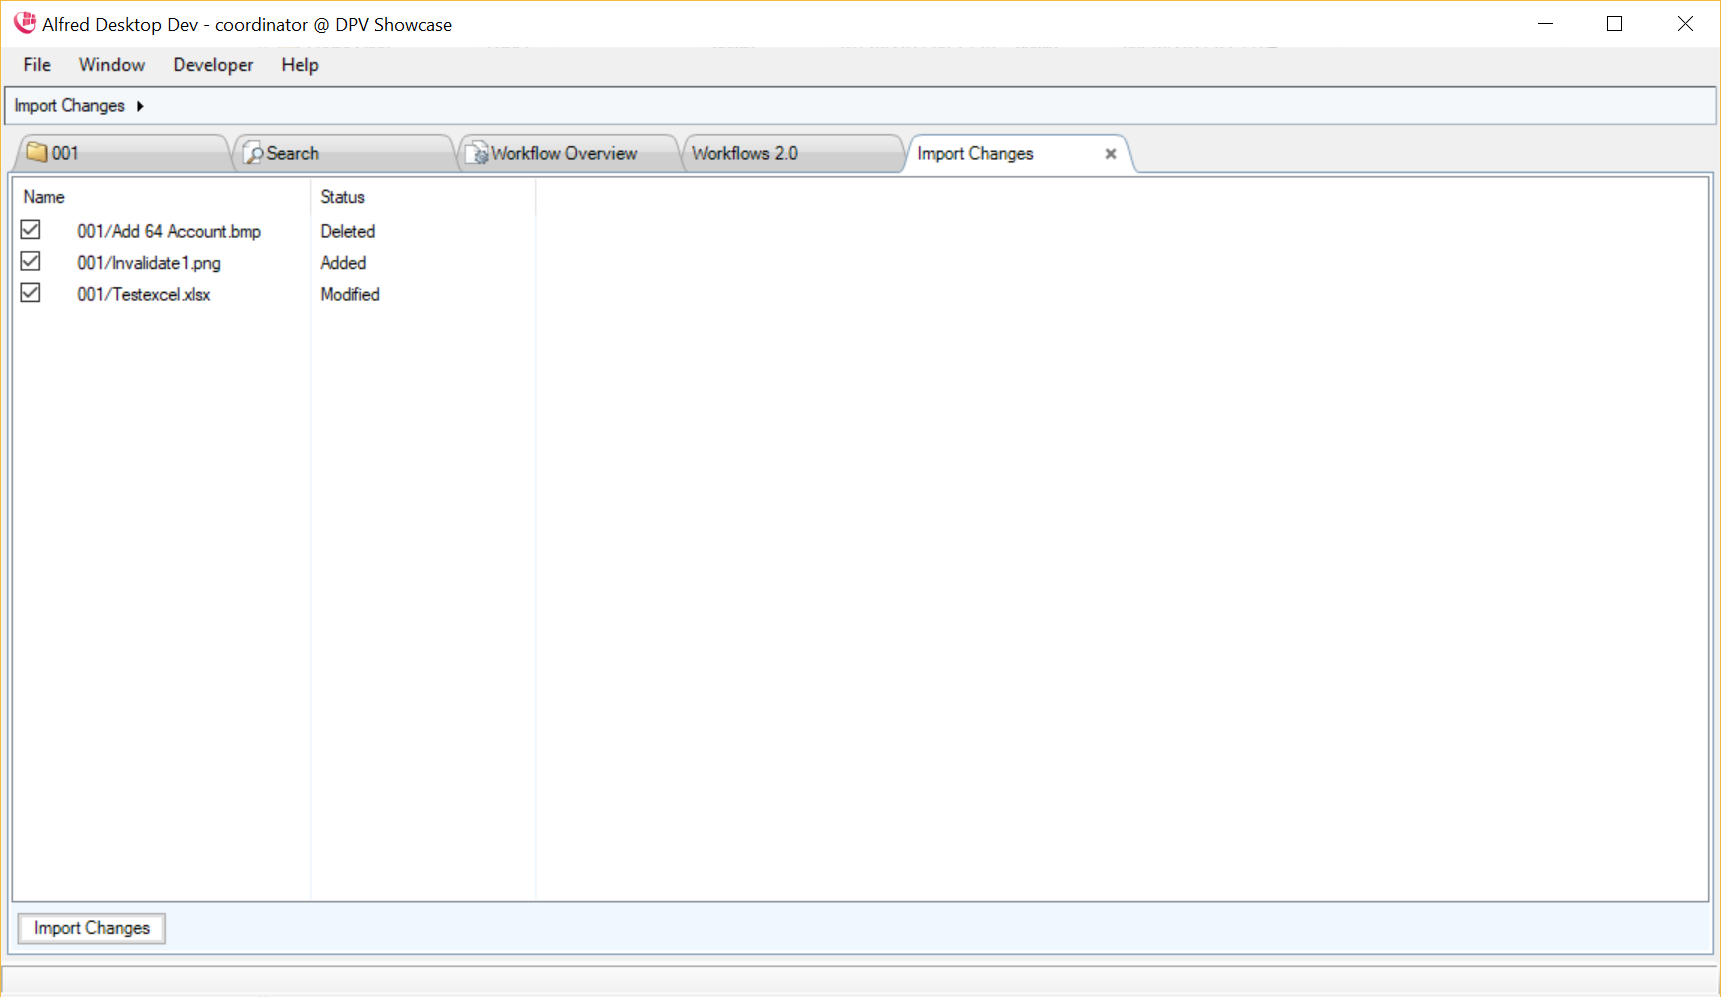 Alfred Desktop Dev - coordinator @ DPV Showcase
File Window Developer Help
Import Changes
001 Search Workflow Overview Workflows 2.0 Import Changes
Name Status
001/Add 64 Account.bmp Deleted
001/Invalidate1.png Added
001/Testexcel.xlsx Modified
Import Changes